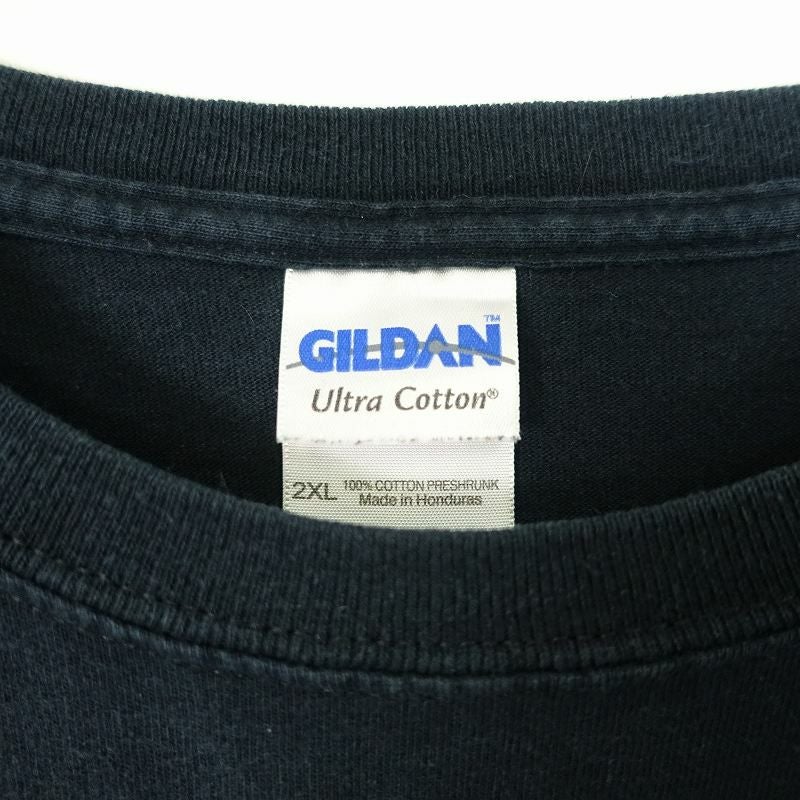 GILDAN™
Ultra Cotton®
2XL 100% COTTON PRESHRUNK
Made in Honduras